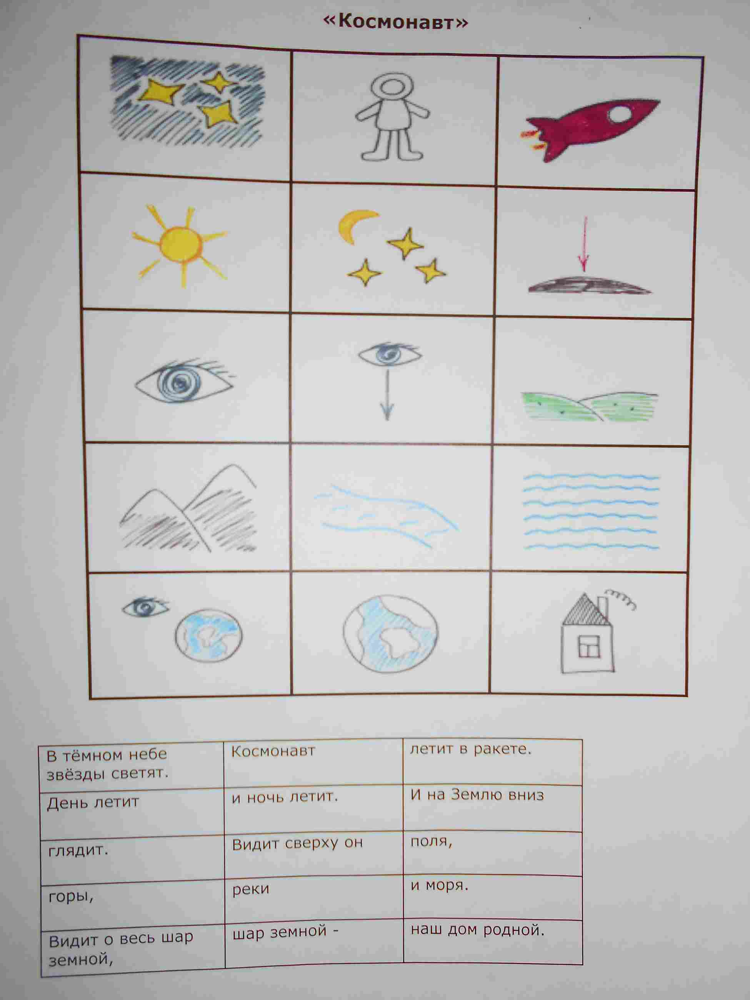 «Космонавт»
В тёмном небе
звёзды светят.
Космонавт
летит в ракете.
День летит
и ночь летит.
И на Землю вниз
глядит.
Видит сверху он
поля,
горы,
реки
и моря.
Видит о весь шар
земной,
шар земной -
наш дом родной.